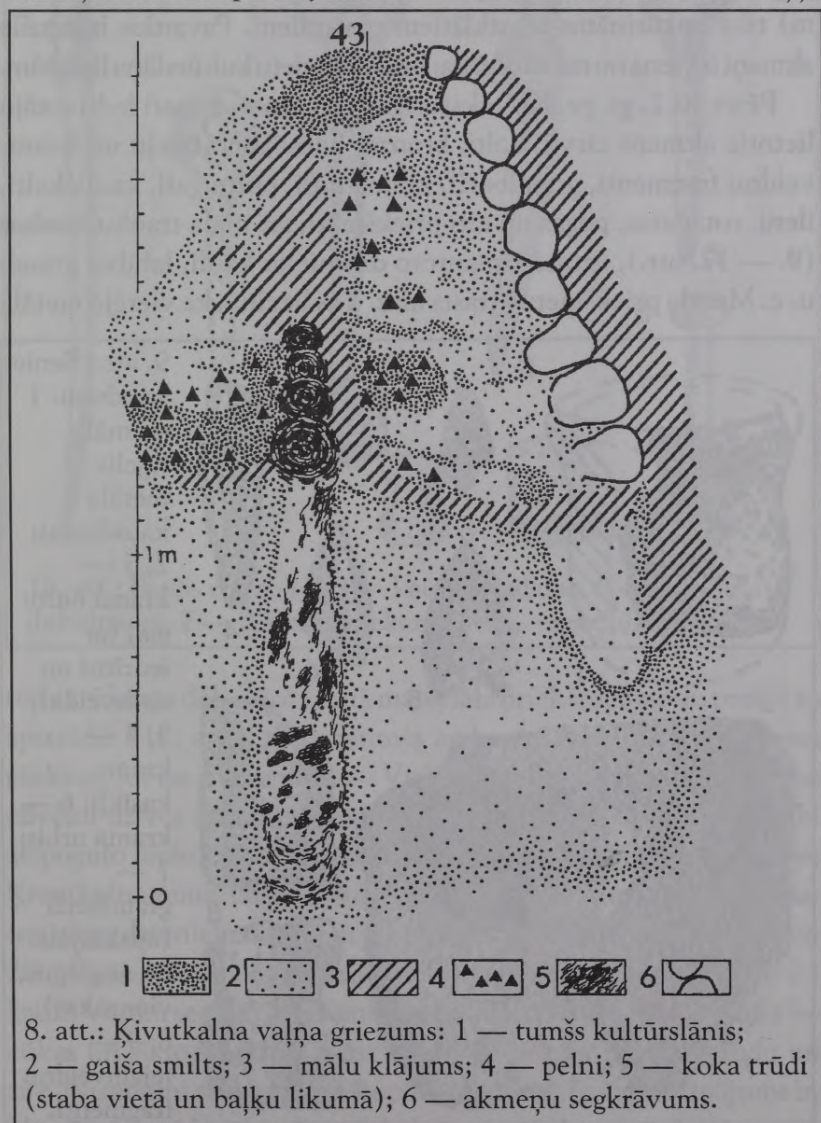 43
1m
O
1 2 3 4 5 6
8. att.: Ķivutkalna vaļņa griezums: 1 — tumšs kultūrslānis;
2 — gaiša smilts; 3 — mālu klājums; 4 — pelni; 5 — koka trūdi
(staba vietā un baļķu likumā); 6 — akmeņu segkrāvums.